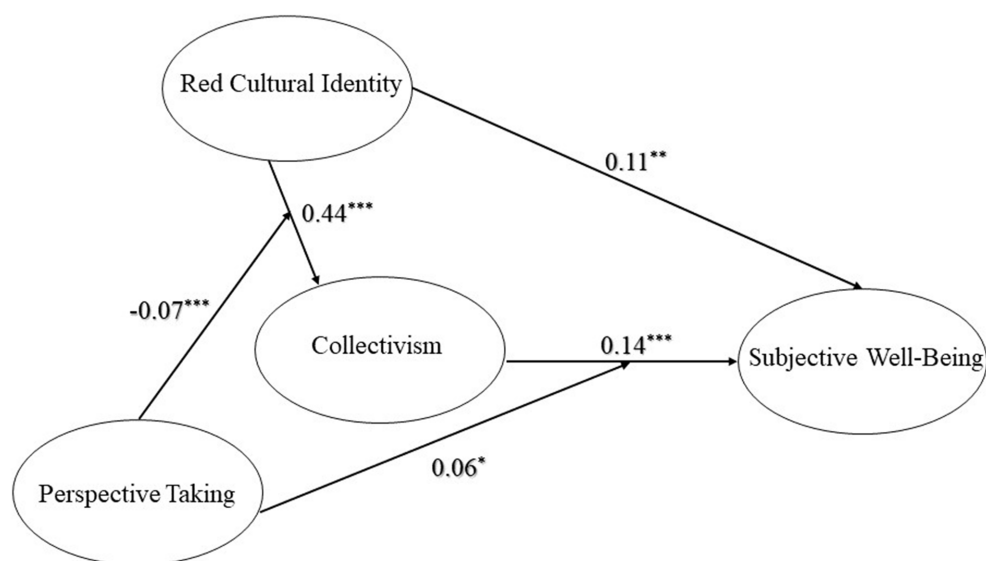 Red Cultural Identity
0.11**
0.44***
-0.07***
Collectivism
0.14***
Subjective Well-Being
0.06*
Perspective Taking